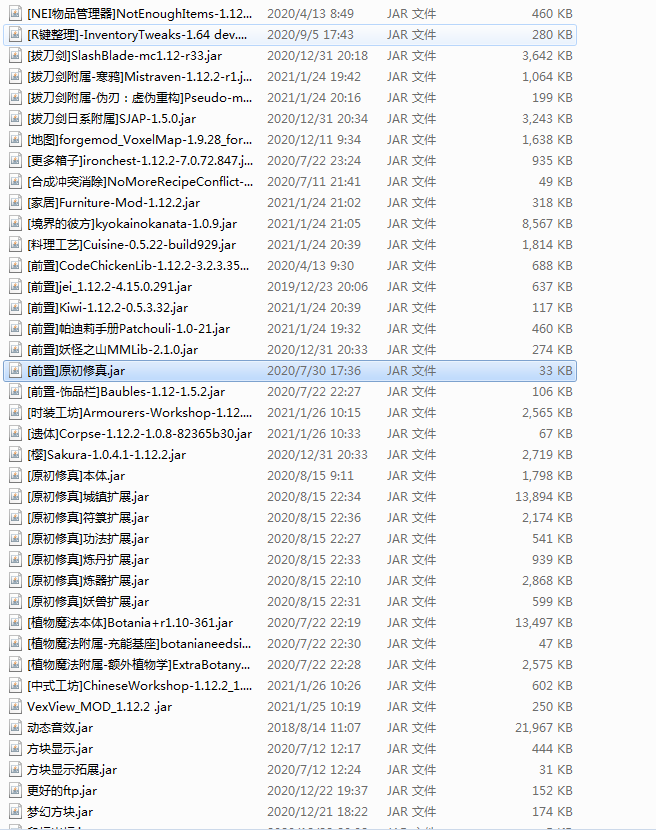 [NEI物品管理器]NotEnoughItems-1.12... 2020/4/13 8:49 JAR 文件 460 KB
[R键整理]-InventoryTweaks-1.64 dev.... 2020/9/5 17:43 JAR 文件 280 KB
[拔刀剑]SlashBlade-mc1.12-r33.jar 2020/12/31 20:18 JAR 文件 3,642 KB
[拔刀剑附属-寒鸦]Mistraven-1.12.2-r1.j... 2021/1/24 19:42 JAR 文件 1,064 KB
[拔刀剑附属-伪刃：虚伪重构]Pseudo-m... 2021/1/24 20:16 JAR 文件 199 KB
[拔刀剑日系附属]SJAP-1.5.0.jar 2020/12/31 20:34 JAR 文件 3,243 KB
[地图]forgemod_VoxelMap-1.9.28_for... 2020/12/11 9:34 JAR 文件 1,638 KB
[更多箱子]ironchest-1.12.2-7.0.72.847.j... 2020/7/22 23:24 JAR 文件 935 KB
[合成冲突消除]NoMoreRecipeConflict-... 2020/7/11 21:41 JAR 文件 49 KB
[家居]Furniture-Mod-1.12.2.jar 2021/1/24 21:02 JAR 文件 318 KB
[境界的彼方]kyokainokanata-1.0.9.jar 2021/1/24 21:05 JAR 文件 8,567 KB
[料理工艺]Cuisine-0.5.22-build929.jar 2021/1/24 20:39 JAR 文件 1,814 KB
[前置]CodeChickenLib-1.12.2-3.2.3.35... 2020/4/13 9:30 JAR 文件 688 KB
[前置]jei_1.12.2-4.15.0.291.jar 2019/12/23 20:06 JAR 文件 637 KB
[前置]Kiwi-1.12.2-0.5.3.32.jar 2021/1/24 20:39 JAR 文件 117 KB
[前置]帕迪莉手册Patchouli-1.0-21.jar 2021/1/24 19:32 JAR 文件 460 KB
[前置]妖怪之山MMLib-2.1.0.jar 2020/12/31 20:33 JAR 文件 274 KB
[前置]原初修真.jar 2020/7/30 17:36 JAR 文件 33 KB
[前置-饰品栏]Baubles-1.12-1.5.2.jar 2020/7/22 22:27 JAR 文件 106 KB
[时装工坊]Armourers-Workshop-1.12.... 2021/1/26 10:15 JAR 文件 2,565 KB
[遗体]Corpse-1.12.2-1.0.8-82365b30.jar 2021/1/26 10:33 JAR 文件 67 KB
[樱]Sakura-1.0.4.1-1.12.2.jar 2020/12/31 20:33 JAR 文件 2,719 KB
[原初修真]本体.jar 2020/8/15 9:11 JAR 文件 1,798 KB
[原初修真]城镇扩展.jar 2020/8/15 22:34 JAR 文件 13,894 KB
[原初修真]符箓扩展.jar 2020/8/15 22:36 JAR 文件 2,174 KB
[原初修真]功法扩展.jar 2020/8/15 22:27 JAR 文件 541 KB
[原初修真]炼丹扩展.jar 2020/8/15 22:33 JAR 文件 939 KB
[原初修真]炼器扩展.jar 2020/8/15 22:10 JAR 文件 2,868 KB
[原初修真]妖兽扩展.jar 2020/8/15 22:31 JAR 文件 599 KB
[植物魔法本体]Botania+r1.10-361.jar 2020/7/22 22:19 JAR 文件 13,497 KB
[植物魔法附属-充能基座]botanianeedsi... 2020/7/22 22:30 JAR 文件 47 KB
[植物魔法附属-额外植物学]ExtraBotany... 2020/7/22 22:28 JAR 文件 2,575 KB
[中式工坊]ChineseWorkshop-1.12.2_1.... 2021/1/26 10:26 JAR 文件 602 KB
VexView_MOD_1.12.2 .jar 2021/1/25 10:19 JAR 文件 250 KB
动态音效.jar 2018/8/14 11:07 JAR 文件 21,967 KB
方块显示.jar 2020/7/12 12:17 JAR 文件 444 KB
方块显示拓展.jar 2020/7/12 12:24 JAR 文件 31 KB
更好的ftp.jar 2020/12/22 19:37 JAR 文件 152 KB
梦幻方块.jar 2020/12/21 18:22 JAR 文件 174 KB